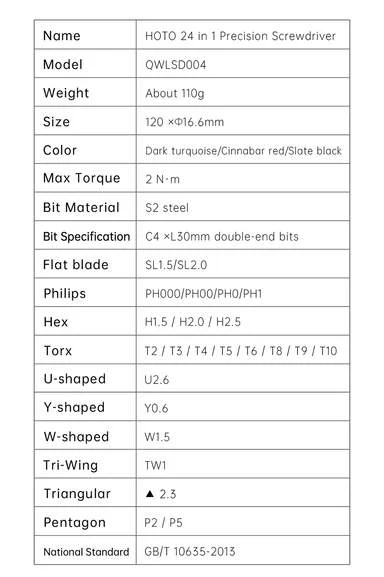 Name HOTO 24 in 1 Precision Screwdriver
Model QWLSD004
Weight About 110g
Size 120 ×Φ16.6mm
Color Dark turquoise/Cinnabar red/Slate black
Max Torque 2 N·m
Bit Material S2 steel
Bit Specification C4 ×L30mm double-end bits
Flat blade SL1.5/SL2.0
Philips PH000/PH00/PH0/PH1
Hex H1.5 / H2.0 / H2.5
Torx T2 / T3 / T4 / T5 / T6 / T8 / T9 / T10
U-shaped U2.6
Y-shaped Y0.6
W-shaped W1.5
Tri-Wing TW1
Triangular ▲ 2.3
Pentagon P2 / P5
National Standard GB/T 10635-2013